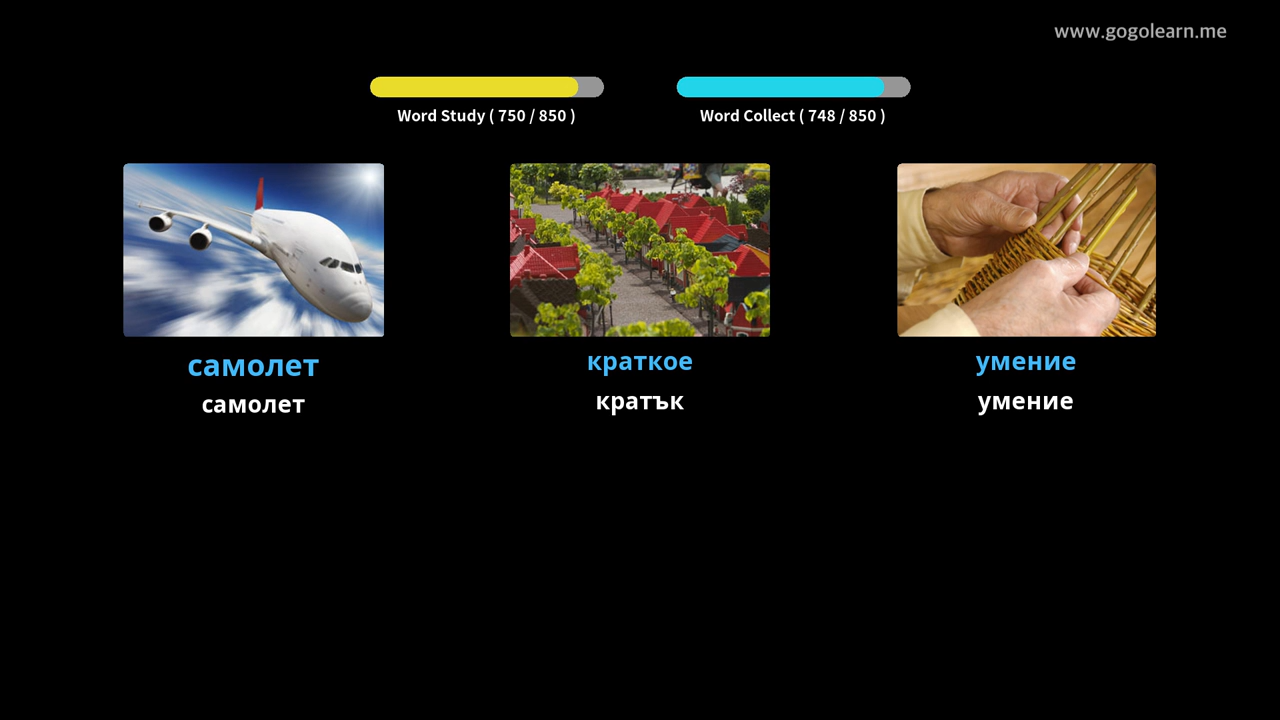 www.gogolearn.me
Word Study ( 750 / 850 )
Word Collect ( 748 / 850 )
самолет
самолет
краткое
кратък
умение
умение